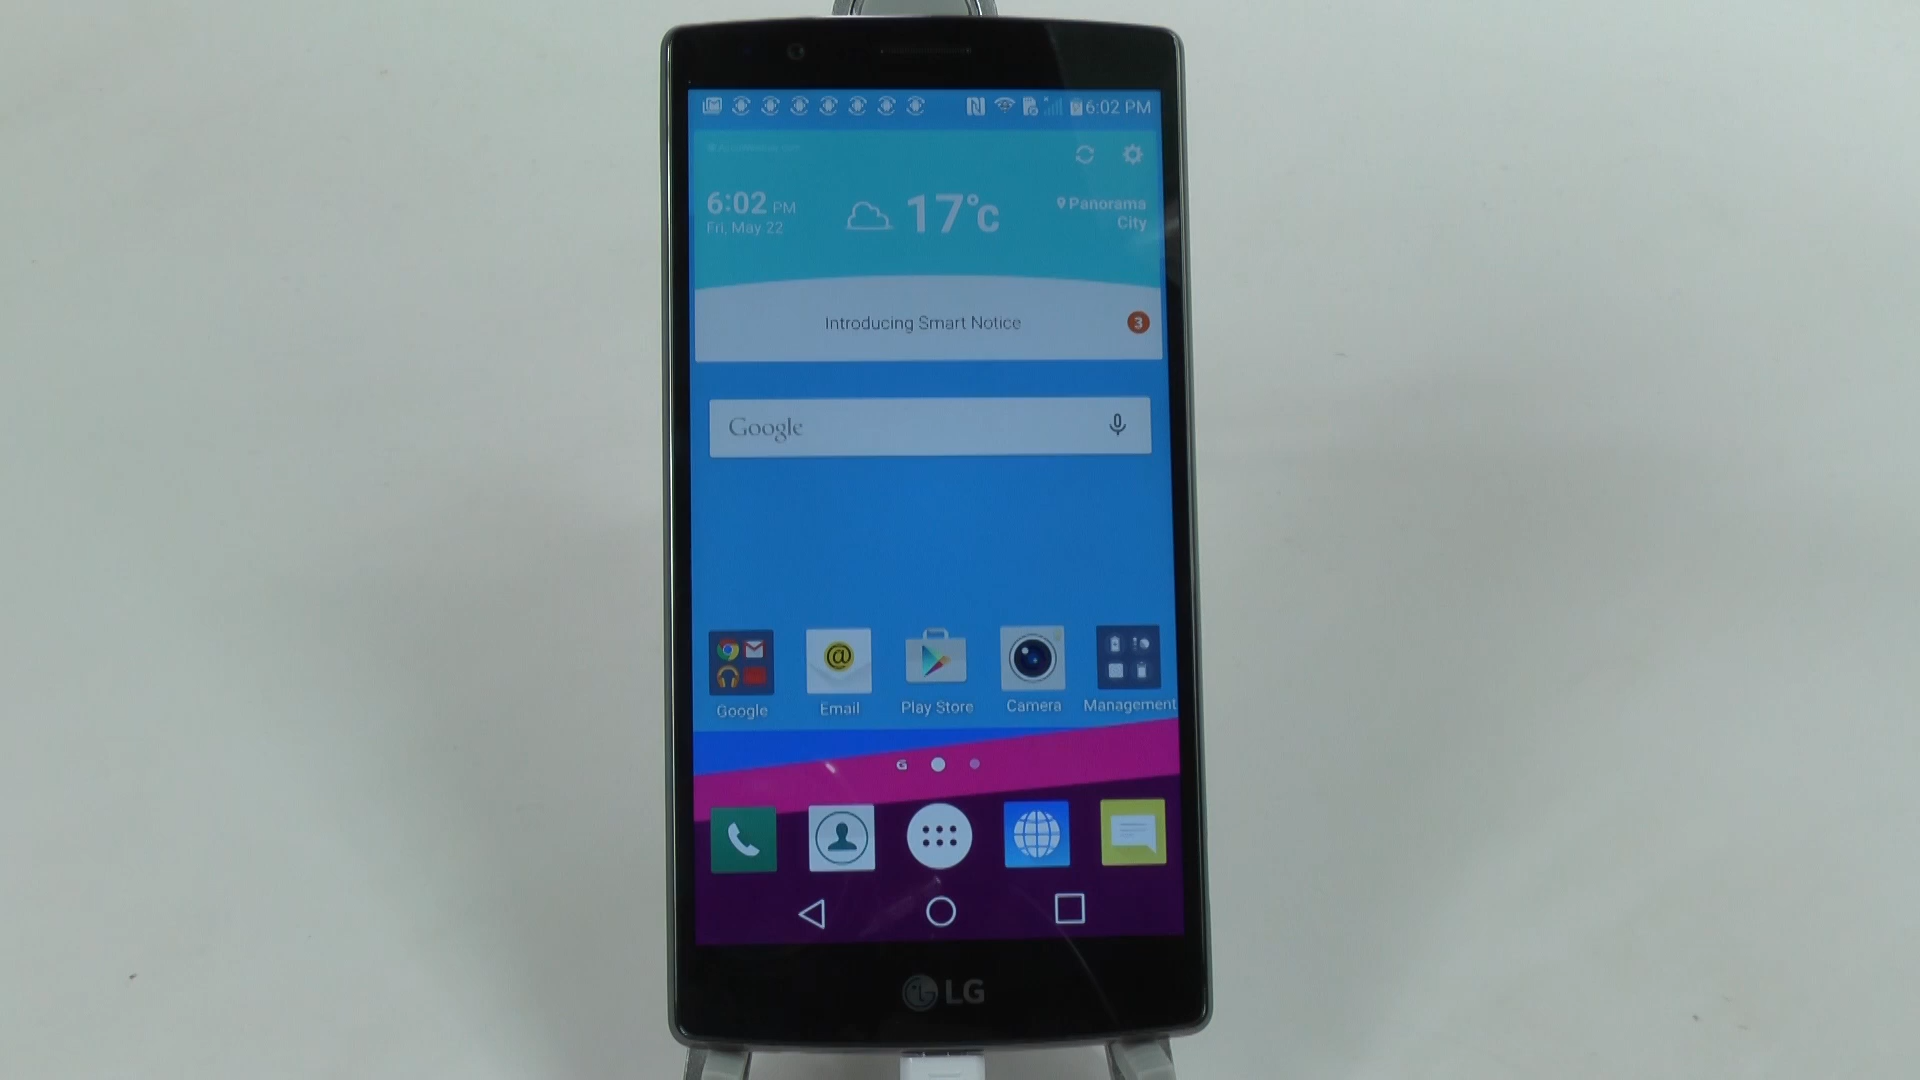 6:02 PM
6:02 PM
Fri, May 22
17°c
Panorama
City
Introducing Smart Notice
3
Google
@
Google
Email
Play Store
Camera
Management
G
LG